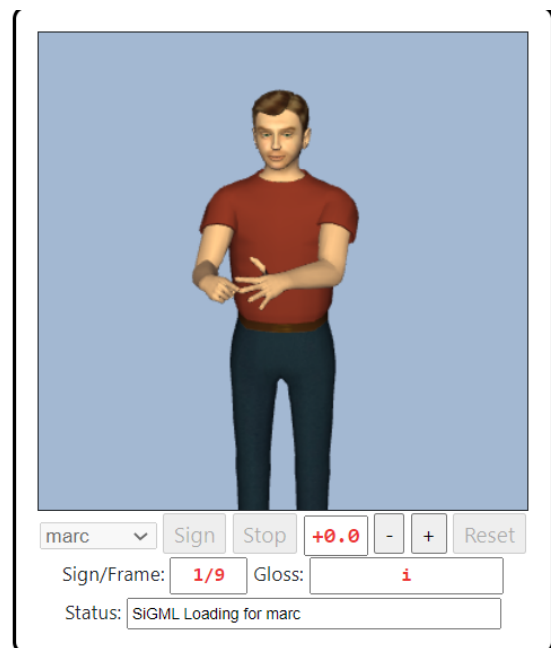 marc Sign Stop +0.0 - + Reset
Sign/Frame: 1/9 Gloss: i
Status: SiGML Loading for marc